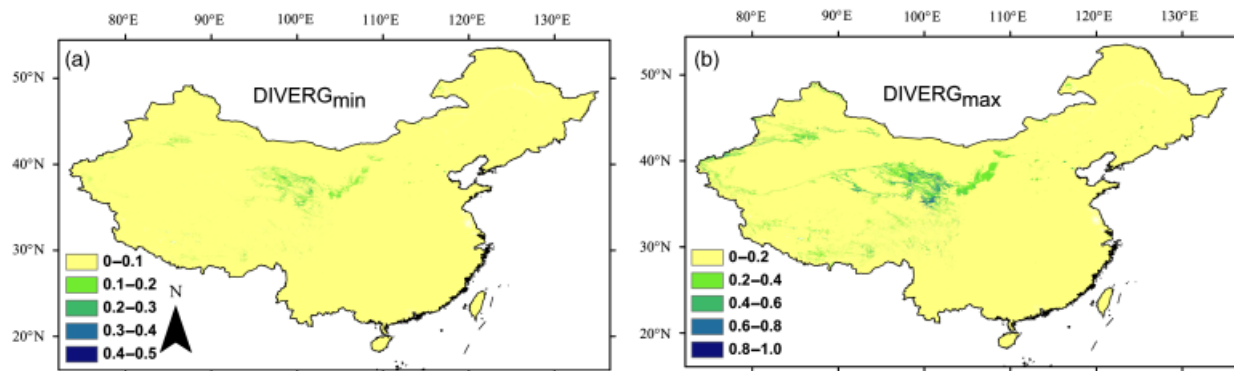 80°E 90°E 100°E 110°E 120°E 130°E
(a)
DIVERGmin
50°N
40°N
30°N
20°N
0–0.1
0.1–0.2
0.2–0.3
0.3–0.4
0.4–0.5
N
80°E 90°E 100°E 110°E 120°E 130°E
(b)
DIVERGmax
50°N
40°N
30°N
20°N
0–0.2
0.2–0.4
0.4–0.6
0.6–0.8
0.8–1.0